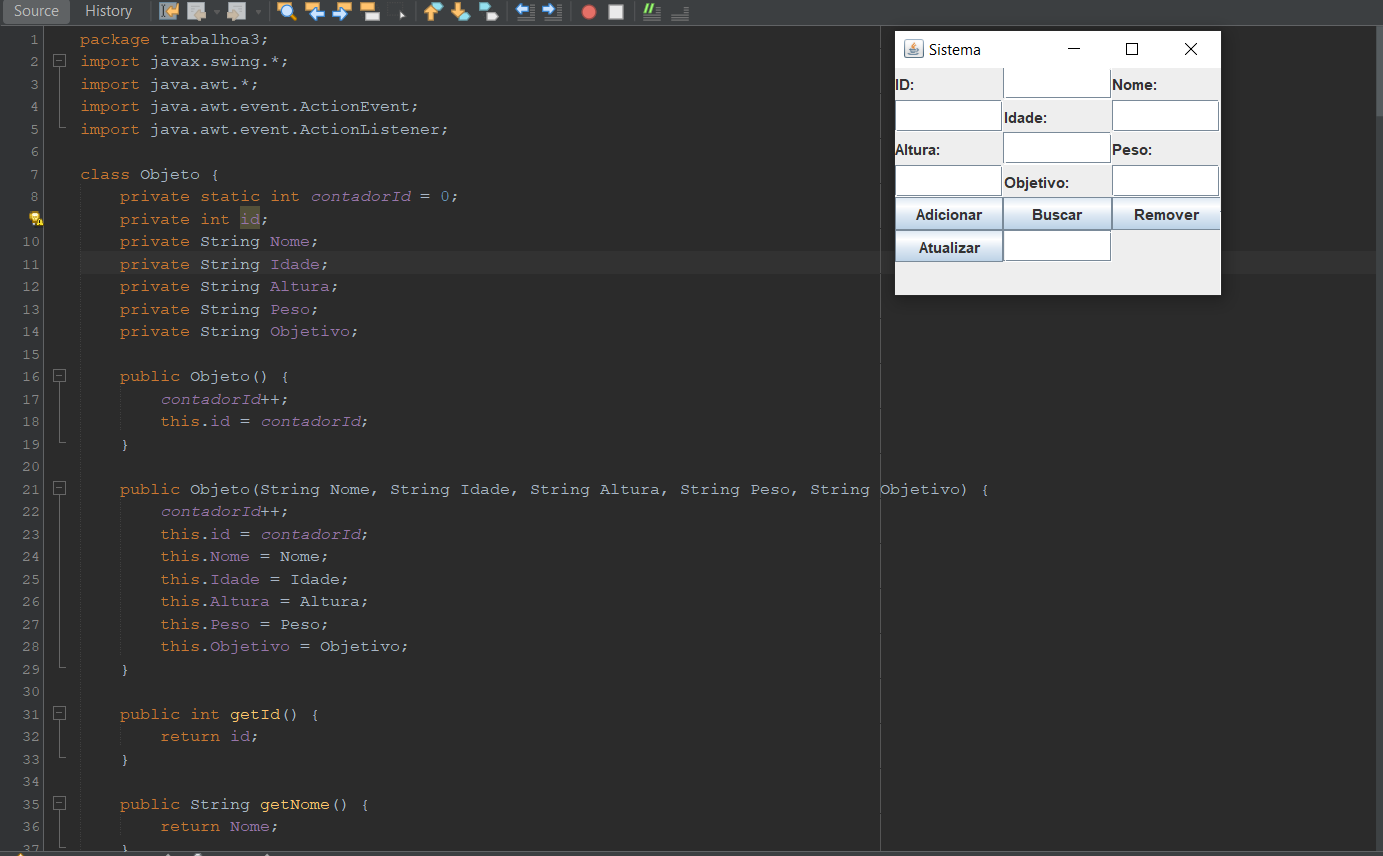 Source History
1 package trabalhoa3;
2 import javax.swing.*;
3 import java.awt.*;
4 import java.awt.event.ActionEvent;
5 import java.awt.event.ActionListener;
6
7 class Objeto {
8 private static int contadorId = 0;
private int id;
10 private String Nome;
11 private String Idade;
12 private String Altura;
13 private String Peso;
14 private String Objetivo;
15
16 public Objeto() {
17 contadorId++;
18 this.id = contadorId;
19 }
20
21 public Objeto(String Nome, String Idade, String Altura, String Peso, String Objetivo) {
22 contadorId++;
23 this.id = contadorId;
24 this.Nome = Nome;
25 this.Idade = Idade;
26 this.Altura = Altura;
27 this.Peso = Peso;
28 this.Objetivo = Objetivo;
29 }
30
31 public int getId() {
32 return id;
33 }
34
35 public String getNome() {
36 return Nome;
37 }
Sistema
ID: Nome:
Idade:
Altura: Peso:
Objetivo:
Adicionar Buscar Remover
Atualizar